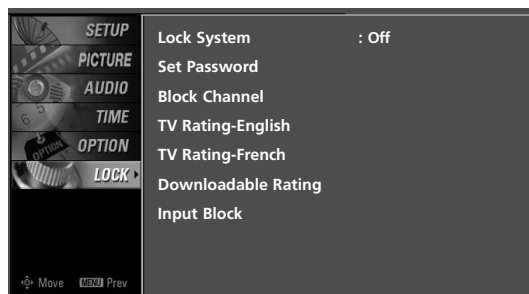 SETUP
PICTURE
AUDIO
TIME
OPTION
LOCK
Move MENU Prev
Lock System : Off
Set Password
Block Channel
TV Rating-English
TV Rating-French
Downloadable Rating
Input Block